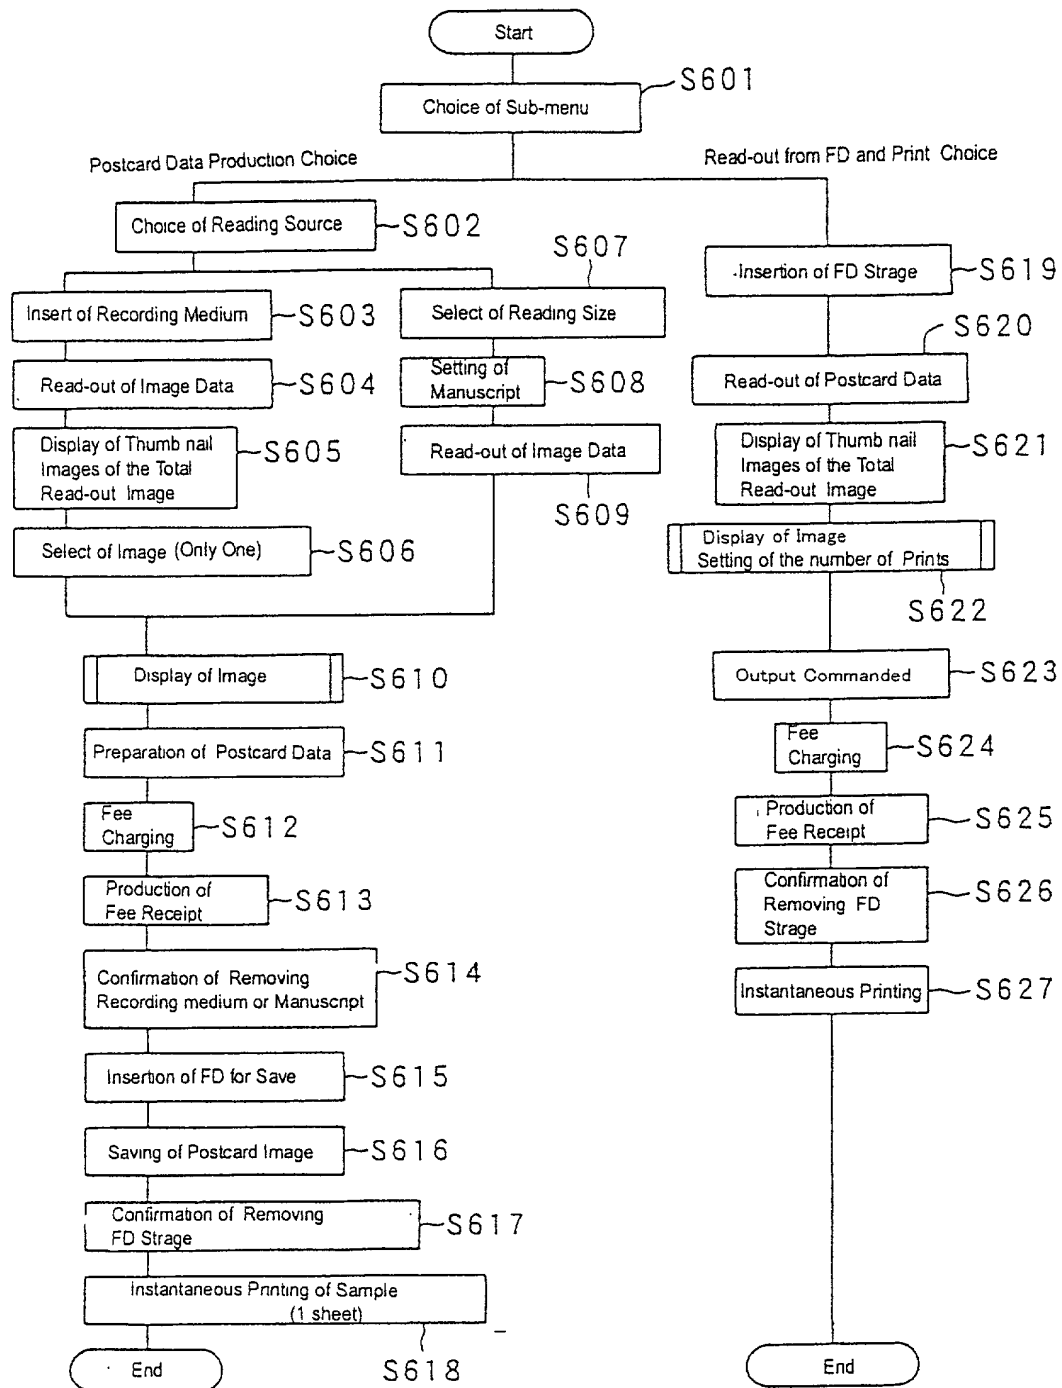 Start
Choice of Sub-menu
S601
Postcard Data Production Choice
Read-out from FD and Print Choice
Choice of Reading Source
S602
Insert of Recording Medium
S603
Read-out of Image Data
S604
Display of Thumb nail
Images of the Total
Read-out Image
S605
Select of Image (Only One)
S606
S607
Select of Reading Size
Setting of
Manuscript
S608
Read-out of Image Data
S609
Display of Image
S610
Preparation of Postcard Data
S611
Fee
Charging
S612
Production of
Fee Receipt
S613
Confirmation of Removing
Recording medium or Manuscript
S614
Insertion of FD for Save
S615
Saving of Postcard Image
S616
Confirmation of Removing
FD Strage
S617
Instantaneous Printing of Sample
(1 sheet)
S618
End
Insertion of FD Strage
S619
S620
Read-out of Postcard Data
Display of Thumb nail
Images of the Total
Read-out Image
S621
Display of Image
Setting of the number of Prints
S622
Output Commanded
S623
Fee
Charging
S624
Production of
Fee Receipt
S625
Confirmation of
Removing FD
Strage
S626
Instantaneous Printing
S627
End